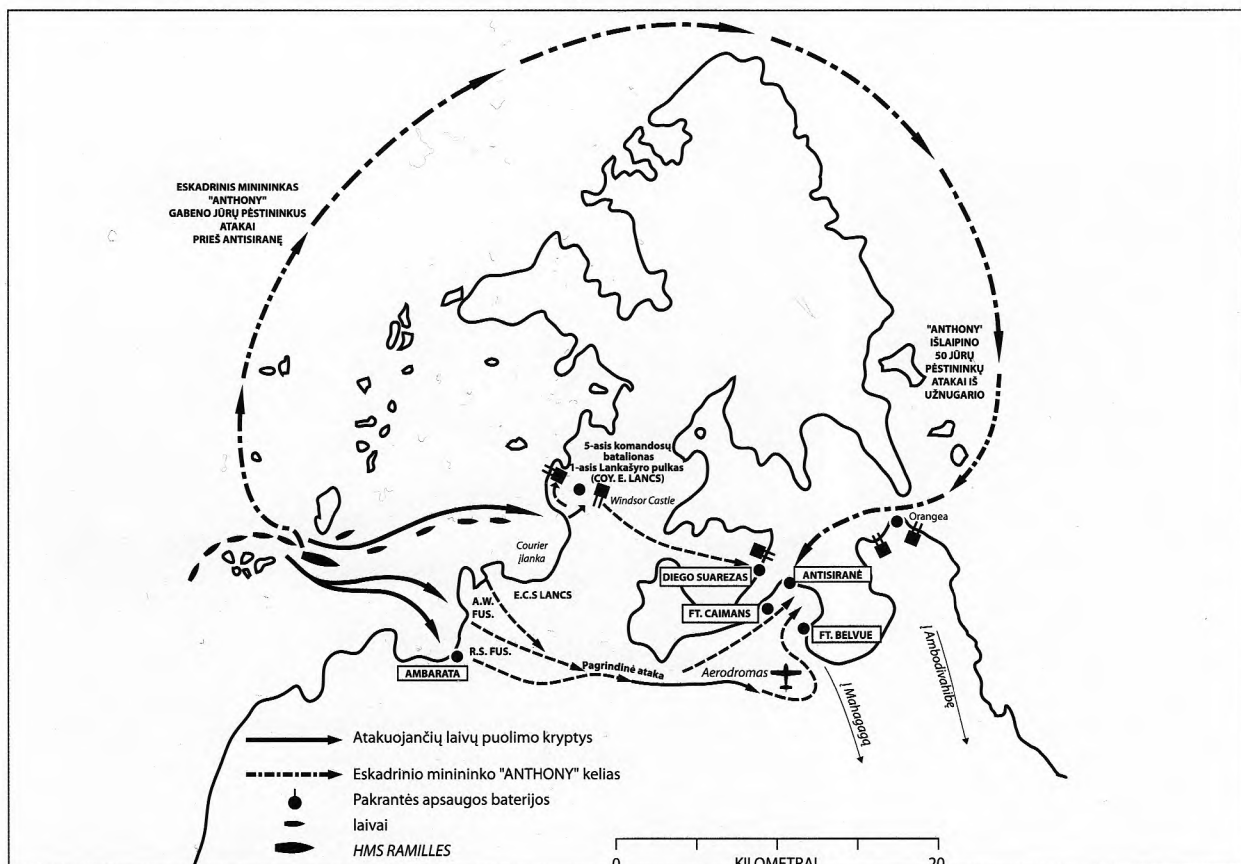 ESKADRINIS MINININKAS
"ANTHONY"
GABENO JŪRŲ PĖSTININKUS
ATAKAI
PRIEŠ ANTISIRANĘ
"ANTHONY'
IŠLAIPINO
50 JŪRŲ
PĖSTININKŲ
ATAKAI IŠ
UŽNUGARIO
5-asis komandosų
batalionas
1-asis Lankašyro pulkas
(COY. E. LANCS)
Windsor Castle
Orangea
Courier
įlanka
DIEGO SUAREZAS
ANTISIRANĖ
E.C.S LANCS
A.W.
FUS.
FT. CAIMANS
FT. BELVUE
R.S. FUS.
AMBARATA
Pagrindinė ataka
Aerodromas
Į Mahagagą
Į Ambodivahibę
Atakuojančių laivų puolimo kryptys
Eskadrinio minininko "ANTHONY" kelias
Pakrantės apsaugos baterijos
laivai
HMS RAMILLES
0 KILOMETRAI 20